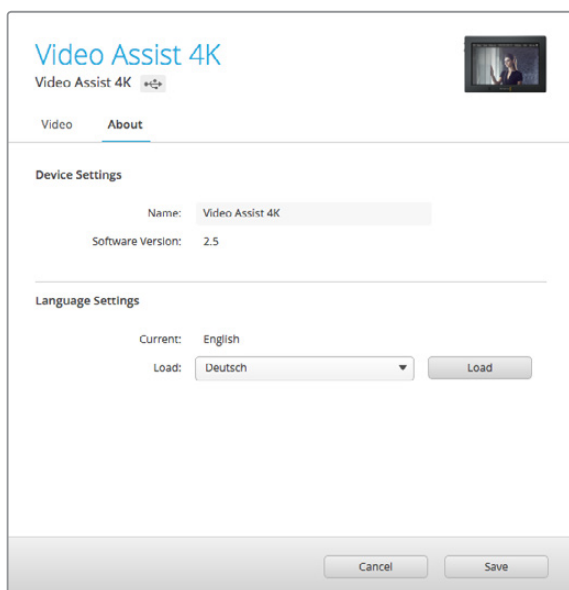 Video Assist 4K
Video Assist 4K
Video About
Device Settings
Name: Video Assist 4K
Software Version: 2.5
Language Settings
Current: English
Load: Deutsch Load
Cancel Save